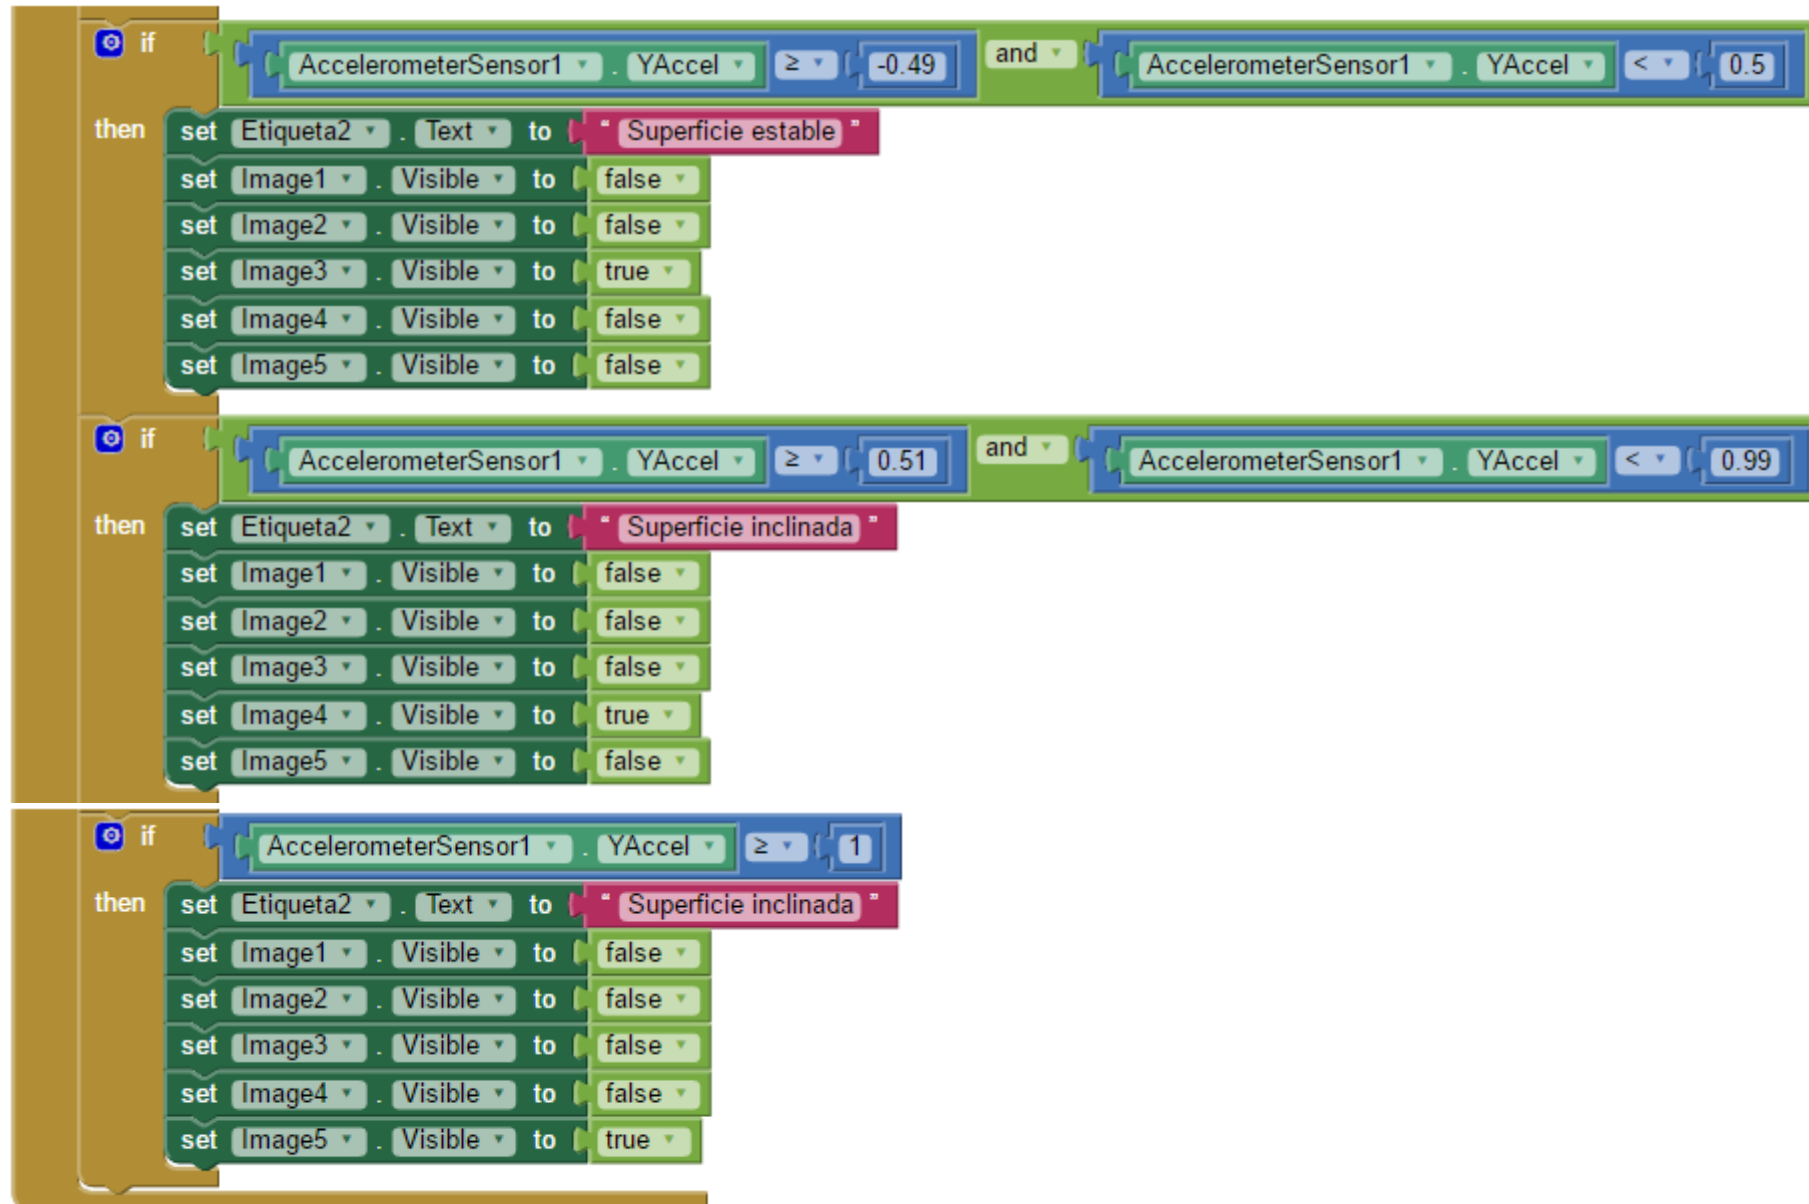 if AccelerometerSensor1 . YAccel ≥ -0.49 and AccelerometerSensor1 . YAccel < 0.5
then set Etiqueta2 . Text to “ Superficie estable ”
set Image1 . Visible to false
set Image2 . Visible to false
set Image3 . Visible to true
set Image4 . Visible to false
set Image5 . Visible to false
if AccelerometerSensor1 . YAccel ≥ 0.51 and AccelerometerSensor1 . YAccel < 0.99
then set Etiqueta2 . Text to “ Superficie inclinada ”
set Image1 . Visible to false
set Image2 . Visible to false
set Image3 . Visible to false
set Image4 . Visible to true
set Image5 . Visible to false
if AccelerometerSensor1 . YAccel ≥ 1
then set Etiqueta2 . Text to “ Superficie inclinada ”
set Image1 . Visible to false
set Image2 . Visible to false
set Image3 . Visible to false
set Image4 . Visible to false
set Image5 . Visible to true